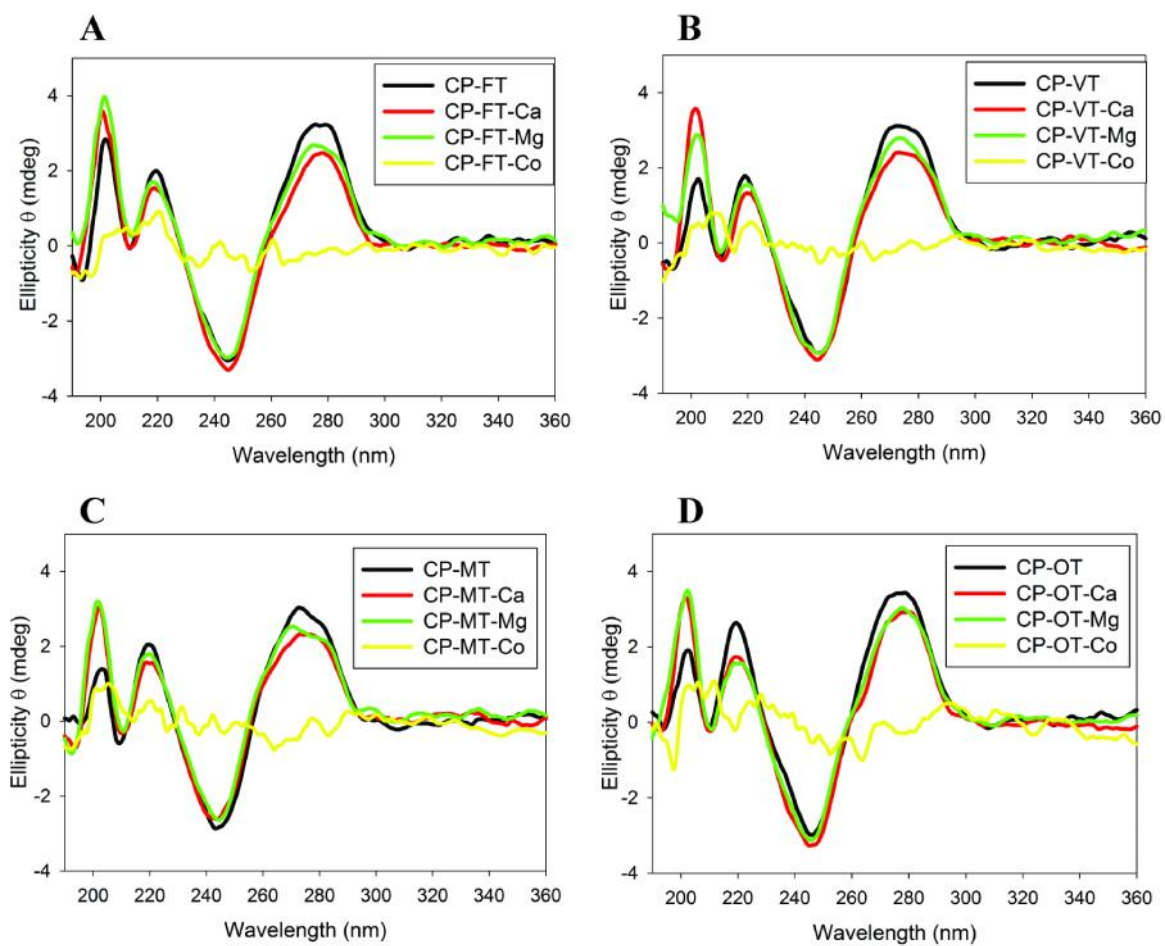 A
CP-FT
CP-FT-Ca
CP-FT-Mg
CP-FT-Co
Ellipticity θ (mdeg)
4
2
0
-2
-4
200 220 240 260 280 300 320 340 360
Wavelength (nm)
B
CP-VT
CP-VT-Ca
CP-VT-Mg
CP-VT-Co
Ellipticity θ (mdeg)
4
2
0
-2
-4
200 220 240 260 280 300 320 340 360
Wavelength (nm)
C
CP-MT
CP-MT-Ca
CP-MT-Mg
CP-MT-Co
Ellipticity θ (mdeg)
4
2
0
-2
-4
200 220 240 260 280 300 320 340 360
Wavelength (nm)
D
CP-OT
CP-OT-Ca
CP-OT-Mg
CP-OT-Co
Ellipticity θ (mdeg)
4
2
0
-2
-4
200 220 240 260 280 300 320 340 360
Wavelength (nm)